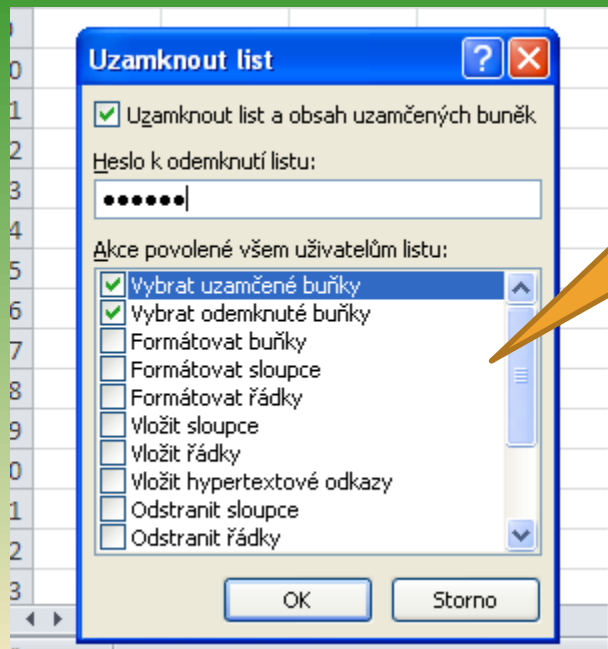 Uzamknout list
Uzamknout list a obsah uzamčených buněk
Heslo k odemknutí listu:
••••••
Akce povolené všem uživatelům listu:
Vybrat uzamčené buňky
Vybrat odemknuté buňky
Formátovat buňky
Formátovat sloupce
Formátovat řádky
Vložit sloupce
Vložit řádky
Vložit hypertextové odkazy
Odstranit sloupce
Odstranit řádky
OK Storno